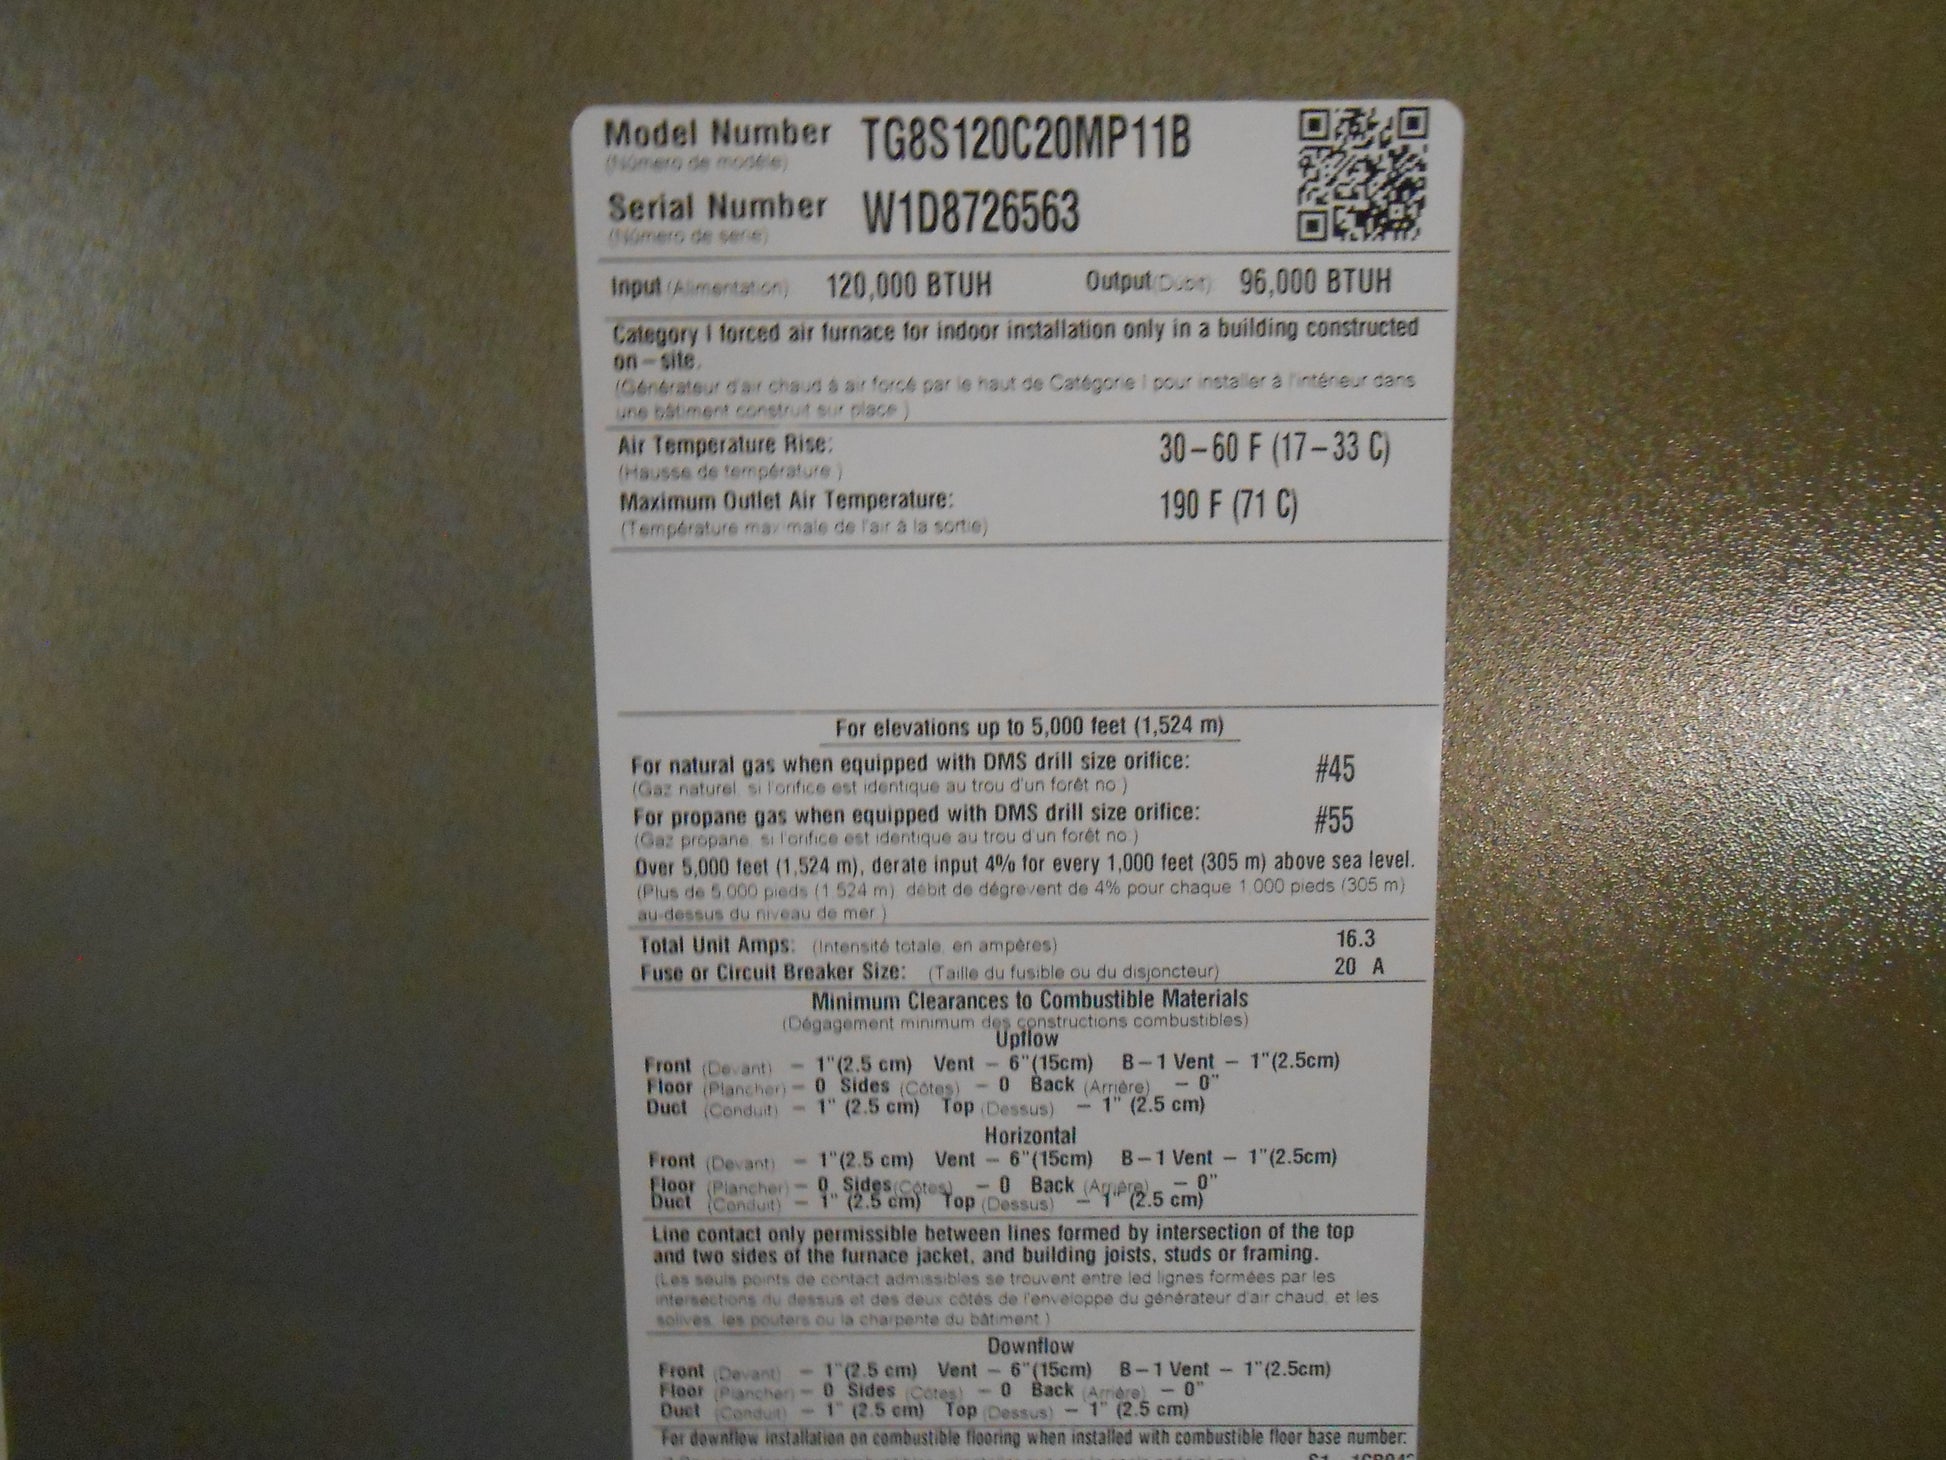 Model Number TG8S120C20MP11B
(Número de modèle)
Serial Number W1D8726563
(Número de serie)
Input (Alimentation) 120,000 BTUH Output (Dubit) 96,000 BTUH
Category I forced air furnace for indoor installation only in a building constructed
on – site.
(Générateur d'air chaud à air forcé par le haut de Catégorie I pour installer à l'intérieur dans
une bâtiment construit sur place.)
Air Temperature Rise: 30 – 60 F (17 – 33 C)
(Hausse de température.)
Maximum Outlet Air Temperature: 190 F (71 C)
(Température maximale de l'air à la sortie)
For elevations up to 5,000 feet (1,524 m)
For natural gas when equipped with DMS drill size orifice: #45
(Gaz naturel, si l'orifice est identique au trou d'un forêt no.)
For propane gas when equipped with DMS drill size orifice: #55
(Gaz propane, si l'orifice est identique au trou d'un forêt no.)
Over 5,000 feet (1,524 m), derate input 4% for every 1,000 feet (305 m) above sea level.
(Plus de 5,000 pieds (1,524 m), débit de dégrevent de 4% pour chaque 1,000 pieds (305 m)
au-dessus du niveau de mer.)
Total Unit Amps: (Intensité totale, en ampères) 16.3
Fuse or Circuit Breaker Size: (Taille du fusible ou du disjoncteur) 20 A
Minimum Clearances to Combustible Materials
(Dégagement minimum des constructions combustibles)
Upflow
Front (Devant) – 1"(2.5 cm) Vent – 6"(15cm) B – 1 Vent – 1"(2.5cm)
Floor (Plancher) – 0 Sides (Côtes) – 0 Back (Arrière) – 0"
Duct (Conduit) – 1" (2.5 cm) Top (Dessus) – 1" (2.5 cm)
Horizontal
Front (Devant) – 1"(2.5 cm) Vent – 6"(15cm) B – 1 Vent – 1"(2.5cm)
Floor (Plancher) – 0 Sides (Côtes) – 0 Back (Arrière) – 0"
Duct (Conduit) – 1" (2.5 cm) Top (Dessus) – 1" (2.5 cm)
Line contact only permissible between lines formed by intersection of the top
and two sides of the furnace jacket, and building joists, studs or framing.
(Les seuls points de contact admissibles se trouvent entre led lignes formées par les
intersections du dessus et des deux côtés de l'enveloppe du générateur d'air chaud, et les
solives, les pouters ou la charpente du bâtiment.)
Downflow
Front (Devant) – 1"(2.5 cm) Vent – 6"(15cm) B – 1 Vent – 1"(2.5cm)
Floor (Plancher) – 0 Sides (Côtes) – 0 Back (Arrière) – 0"
Duct (Conduit) – 1" (2.5 cm) Top (Dessus) – 1" (2.5 cm)
For downflow installation on combustible flooring when installed with combustible floor base number: